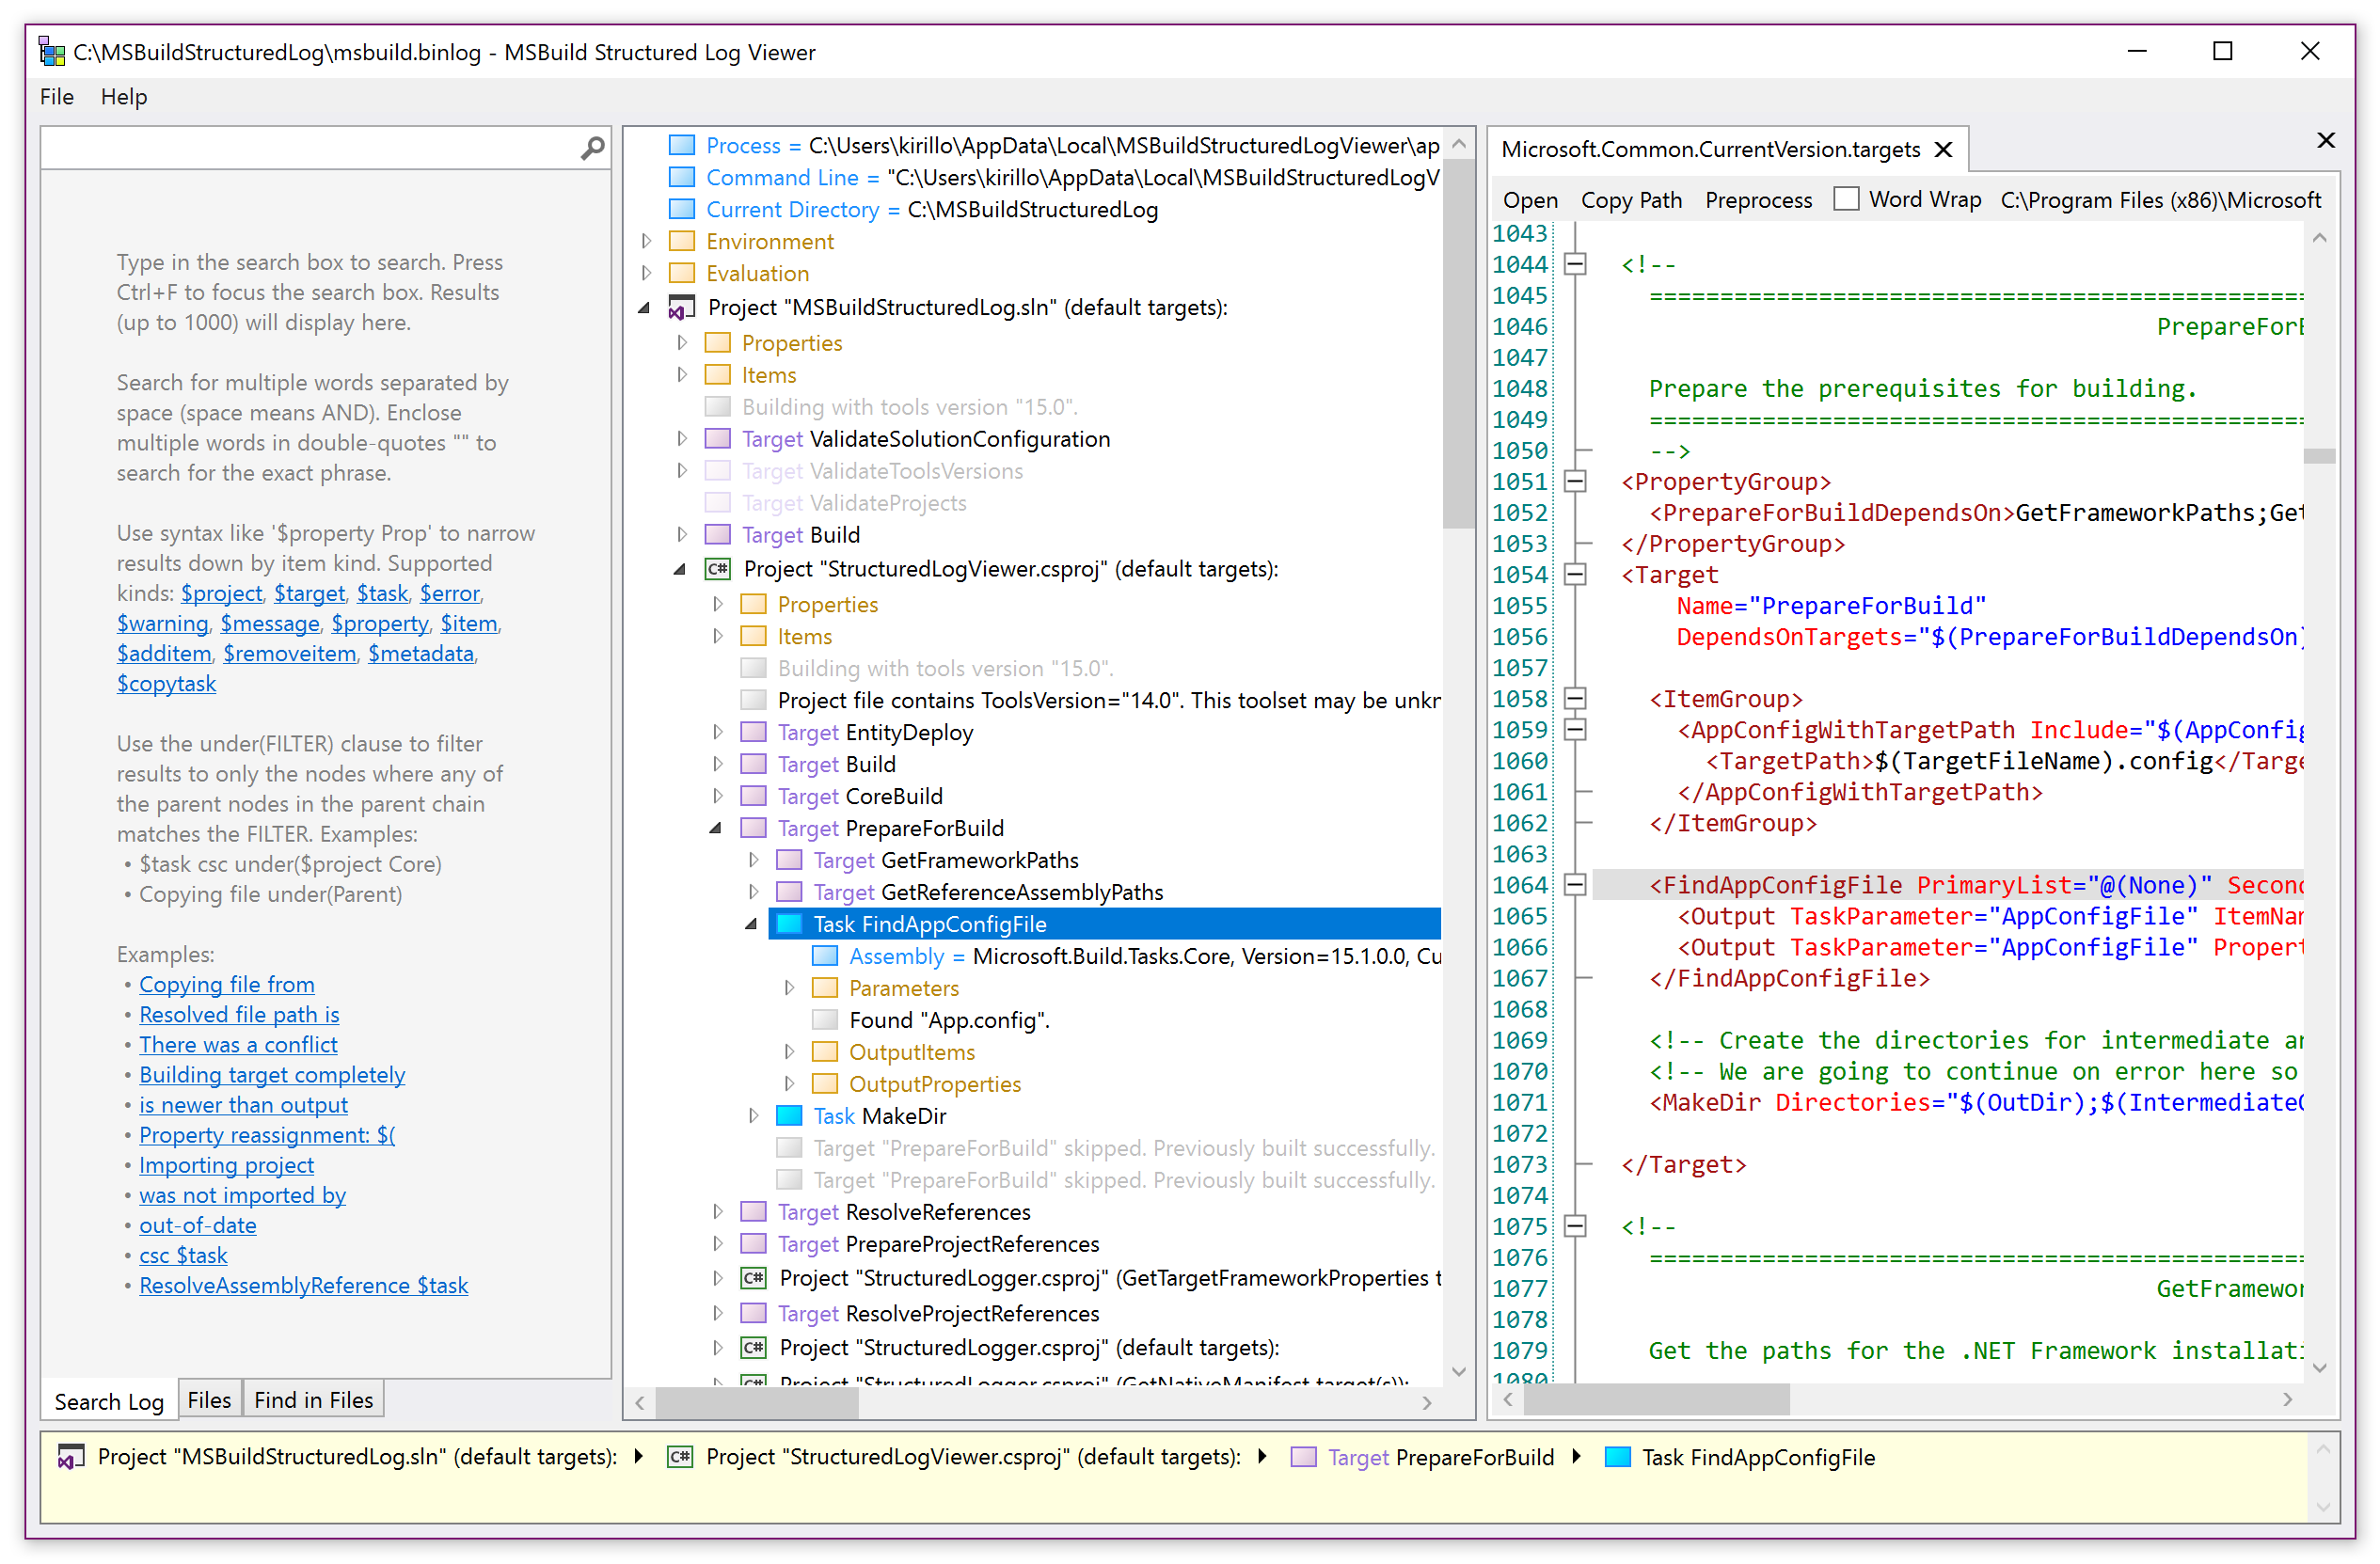 C:\MSBuildStructuredLog\msbuild.binlog - MSBuild Structured Log Viewer
File Help
Type in the search box to search. Press
Ctrl+F to focus the search box. Results
(up to 1000) will display here.
Search for multiple words separated by
space (space means AND). Enclose
multiple words in double-quotes "" to
search for the exact phrase.
Use syntax like '$property Prop' to narrow
results down by item kind. Supported
kinds: $project, $target, $task, $error,
$warning, $message, $property, $item,
$additem, $removeitem, $metadata,
$copytask
Use the under(FILTER) clause to filter
results to only the nodes where any of
the parent nodes in the parent chain
matches the FILTER. Examples:
• $task csc under($project Core)
• Copying file under(Parent)
Examples:
• Copying file from
• Resolved file path is
• There was a conflict
• Building target completely
• is newer than output
• Property reassignment: $(
• Importing project
• was not imported by
• out-of-date
• csc $task
• ResolveAssemblyReference $task
Search Log Files Find in Files
Process = C:\Users\kirillo\AppData\Local\MSBuildStructuredLogViewer\ap
Command Line = "C:\Users\kirillo\AppData\Local\MSBuildStructuredLogV
Current Directory = C:\MSBuildStructuredLog
Environment
Evaluation
Project "MSBuildStructuredLog.sln" (default targets):
Properties
Items
Building with tools version "15.0".
Target ValidateSolutionConfiguration
Target ValidateToolsVersions
Target ValidateProjects
Target Build
C# Project "StructuredLogViewer.csproj" (default targets):
Properties
Items
Building with tools version "15.0".
Project file contains ToolsVersion="14.0". This toolset may be unkr
Target EntityDeploy
Target Build
Target CoreBuild
Target PrepareForBuild
Target GetFrameworkPaths
Target GetReferenceAssemblyPaths
Task FindAppConfigFile
Assembly = Microsoft.Build.Tasks.Core, Version=15.1.0.0, Cu
Parameters
Found "App.config".
OutputItems
OutputProperties
Task MakeDir
Target "PrepareForBuild" skipped. Previously built successfully.
Target "PrepareForBuild" skipped. Previously built successfully.
Target ResolveReferences
Target PrepareProjectReferences
C# Project "StructuredLogger.csproj" (GetTargetFrameworkProperties t
Target ResolveProjectReferences
C# Project "StructuredLogger.csproj" (default targets):
C# Project "StructuredLogger.csproj" (GetNativeManifest target(s)):
Microsoft.Common.CurrentVersion.targets
Open Copy Path Preprocess Word Wrap C:\Program Files (x86)\Microsoft
1043
1044 <!--
1045 ==============================================
1046 PrepareForB
1047
1048 Prepare the prerequisites for building.
1049 ==============================================
1050 -->
1051 <PropertyGroup>
1052 <PrepareForBuildDependsOn>GetFrameworkPaths;Get
1053 </PropertyGroup>
1054 <Target
1055 Name="PrepareForBuild"
1056 DependsOnTargets="$(PrepareForBuildDependsOn)
1057
1058 <ItemGroup>
1059 <AppConfigWithTargetPath Include="$(AppConfig
1060 <TargetPath>$(TargetFileName).config</Targe
1061 </AppConfigWithTargetPath>
1062 </ItemGroup>
1063
1064 <FindAppConfigFile PrimaryList="@(None)" Second
1065 <Output TaskParameter="AppConfigFile" ItemNam
1066 <Output TaskParameter="AppConfigFile" Propert
1067 </FindAppConfigFile>
1068
1069 <!-- Create the directories for intermediate an
1070 <!-- We are going to continue on error here so
1071 <MakeDir Directories="$(OutDir);$(IntermediateO
1072
1073 </Target>
1074
1075 <!--
1076 ==============================================
1077 GetFramewor
1078
1079 Get the paths for the .NET Framework installati
1080
Project "MSBuildStructuredLog.sln" (default targets): C# Project "StructuredLogViewer.csproj" (default targets): Target PrepareForBuild Task FindAppConfigFile